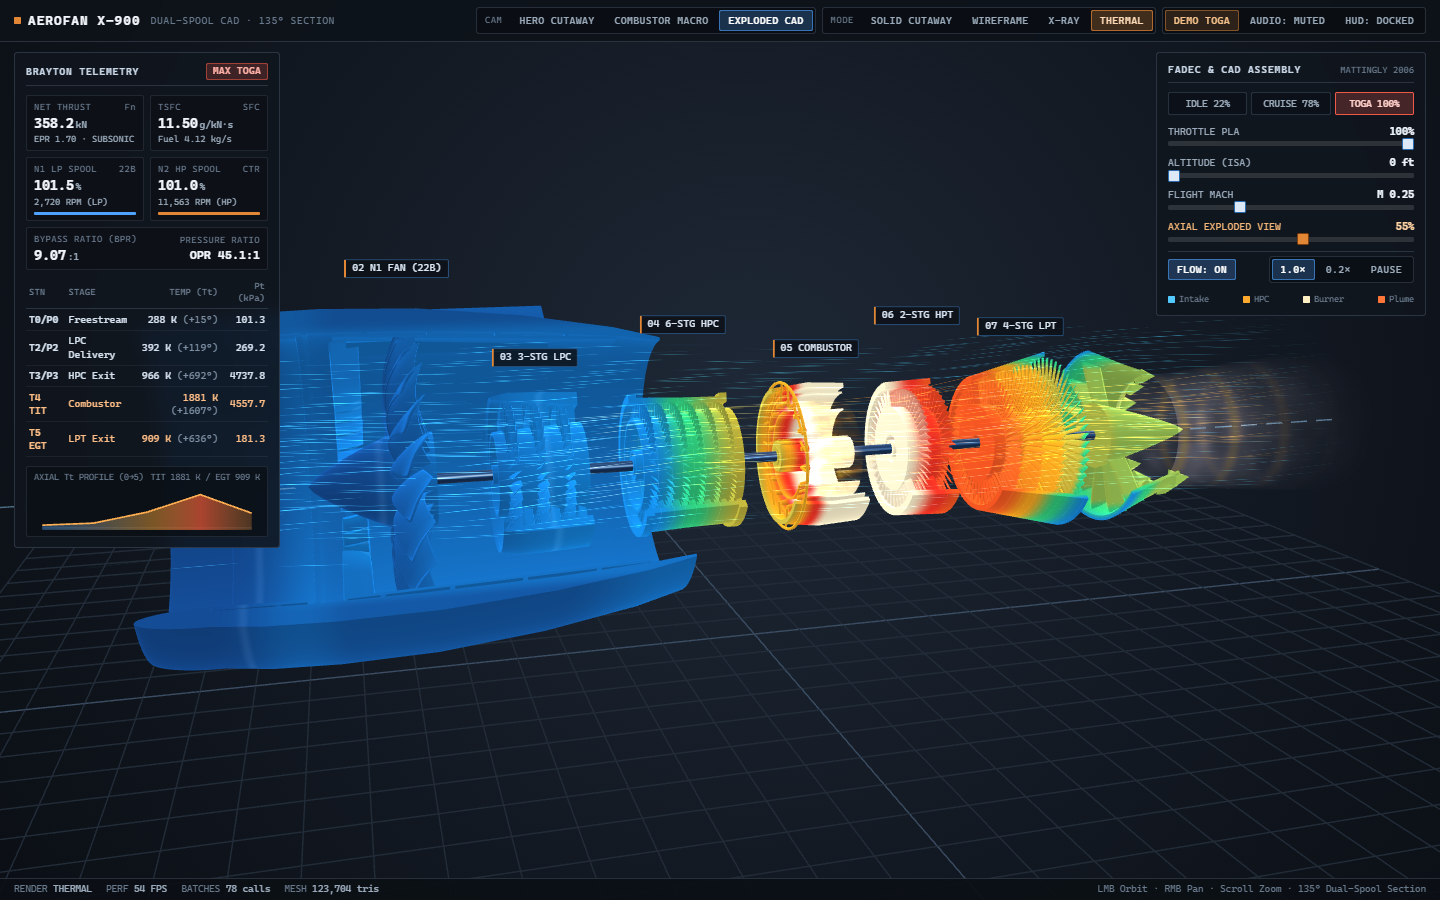 AEROFAN X-900 DUAL-SPOOL CAD · 135° SECTION
CAM HERO CUTAWAY COMBUSTOR MACRO EXPLODED CAD MODE SOLID CUTAWAY WIREFRAME X-RAY THERMAL DEMO TOGA AUDIO: MUTED HUD: DOCKED
BRAYTON TELEMETRY MAX TOGA
NET THRUST Fn
358.2 kN
EPR 1.70 · SUBSONIC
TSFC SFC
11.50 g/kN·s
Fuel 4.12 kg/s
N1 LP SPOOL 22B
101.5 %
2,720 RPM (LP)
N2 HP SPOOL CTR
101.0 %
11,563 RPM (HP)
BYPASS RATIO (BPR) PRESSURE RATIO
9.07 :1 OPR 45.1:1
STN STAGE TEMP (Tt) Pt (kPa)
T0/P0 Freestream 288 K (+15°) 101.3
T2/P2 LPC Delivery 392 K (+119°) 269.2
T3/P3 HPC Exit 966 K (+692°) 4737.8
T4 TIT Combustor 1881 K (+1607°) 4557.7
T5 EGT LPT Exit 909 K (+636°) 181.3
AXIAL Tt PROFILE (0→5) TIT 1881 K / EGT 909 K
02 N1 FAN (22B)
03 3-STG LPC
04 6-STG HPC
05 COMBUSTOR
06 2-STG HPT
07 4-STG LPT
FADEC & CAD ASSEMBLY MATTINGLY 2006
IDLE 22% CRUISE 78% TOGA 100%
THROTTLE PLA 100%
ALTITUDE (ISA) 0 ft
FLIGHT MACH M 0.25
AXIAL EXPLODED VIEW 55%
FLOW: ON 1.0× 0.2× PAUSE
Intake HPC Burner Plume
RENDER THERMAL PERF 54 FPS BATCHES 78 calls MESH 123,704 tris
LMB Orbit · RMB Pan · Scroll Zoom · 135° Dual-Spool Section